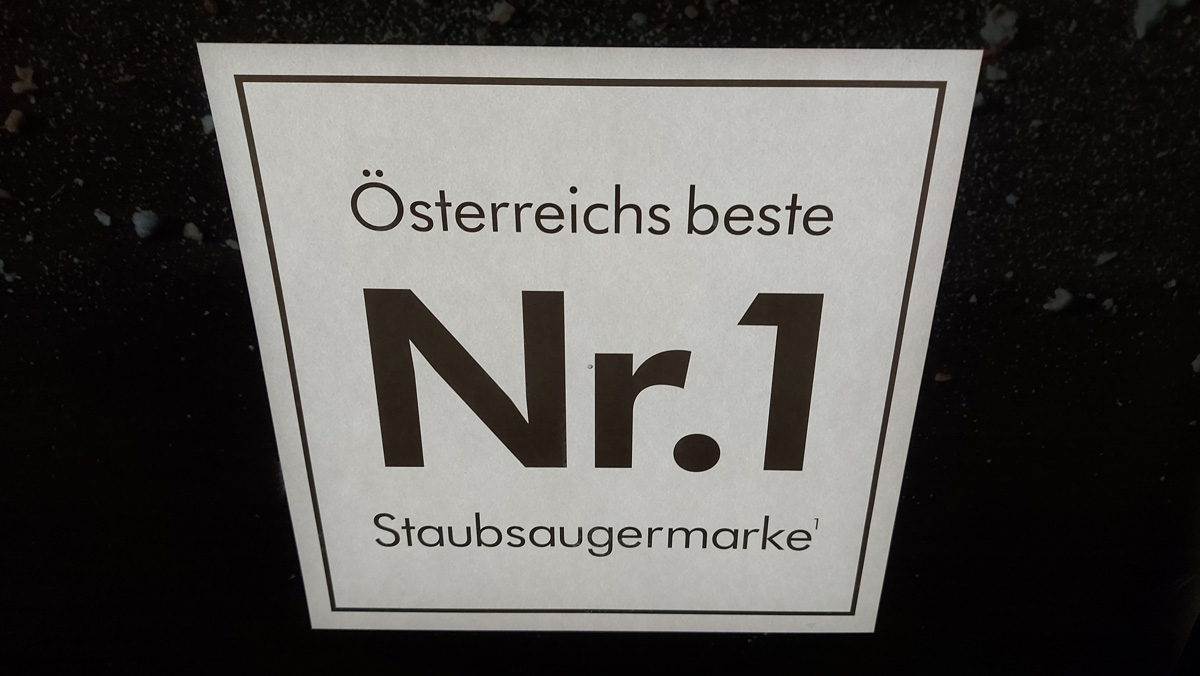 Österreichs beste
Nr.1
Staubsaugermarke¹